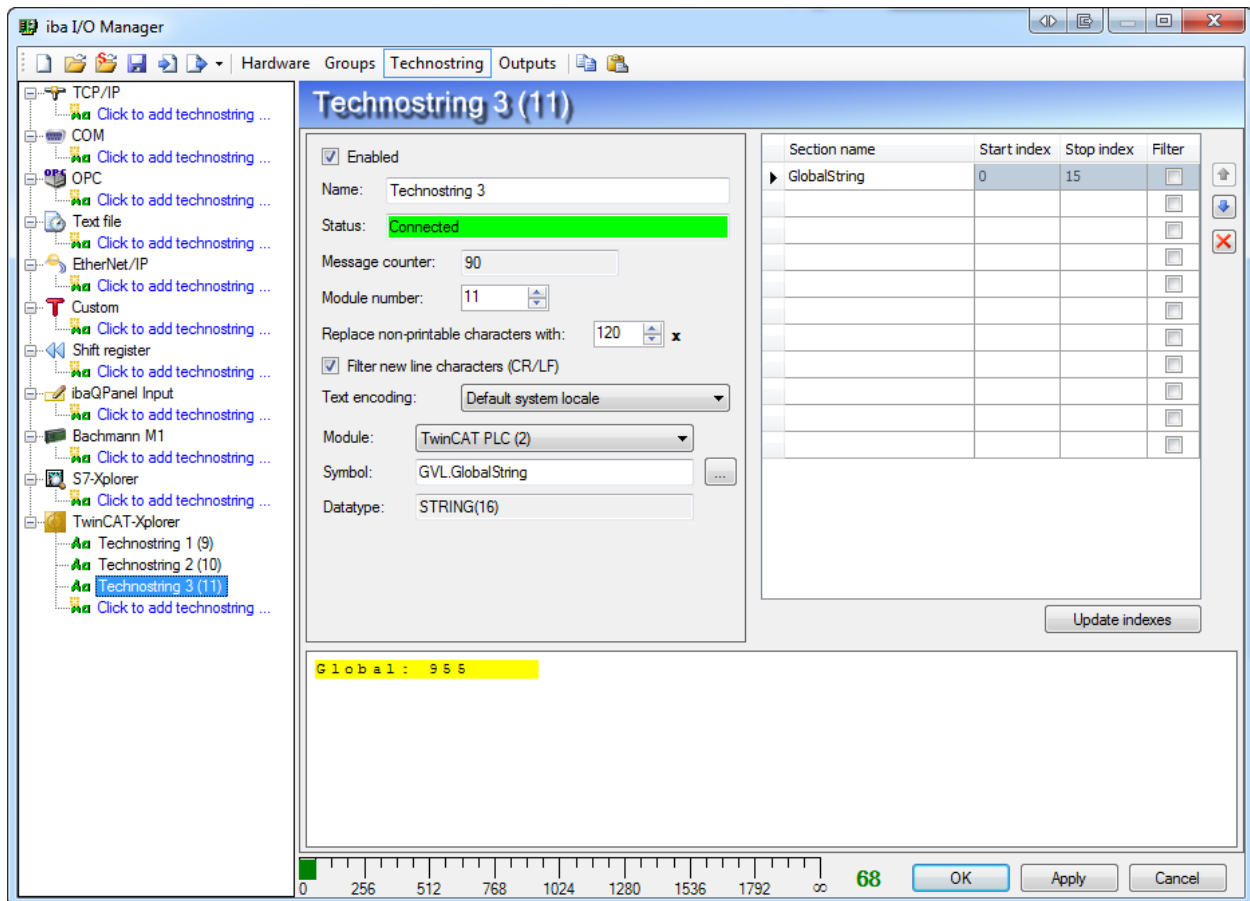 iba I/O Manager
Hardware Groups Technostring Outputs
TCP/IP
Click to add technostring ...
COM
Click to add technostring ...
OPC
OPC
Click to add technostring ...
Text file
Click to add technostring ...
EtherNet/IP
Click to add technostring ...
Custom
Click to add technostring ...
Shift register
Click to add technostring ...
ibaQPanel Input
Click to add technostring ...
Bachmann M1
Click to add technostring ...
S7-Xplorer
Click to add technostring ...
TwinCAT-Xplorer
Technostring 1 (9)
Technostring 2 (10)
Technostring 3 (11)
Click to add technostring ...
Technostring 3 (11)
Enabled
Name: Technostring 3
Status: Connected
Message counter: 90
Module number: 11
Replace non-printable characters with: 120 x
Filter new line characters (CR/LF)
Text encoding: Default system locale
Module: TwinCAT PLC (2)
Symbol: GVL.GlobalString ...
Datatype: STRING(16)
Section name Start index Stop index Filter
GlobalString 0 15
Update indexes
Global: 955
0 256 512 768 1024 1280 1536 1792 ∞
68
OK Apply Cancel